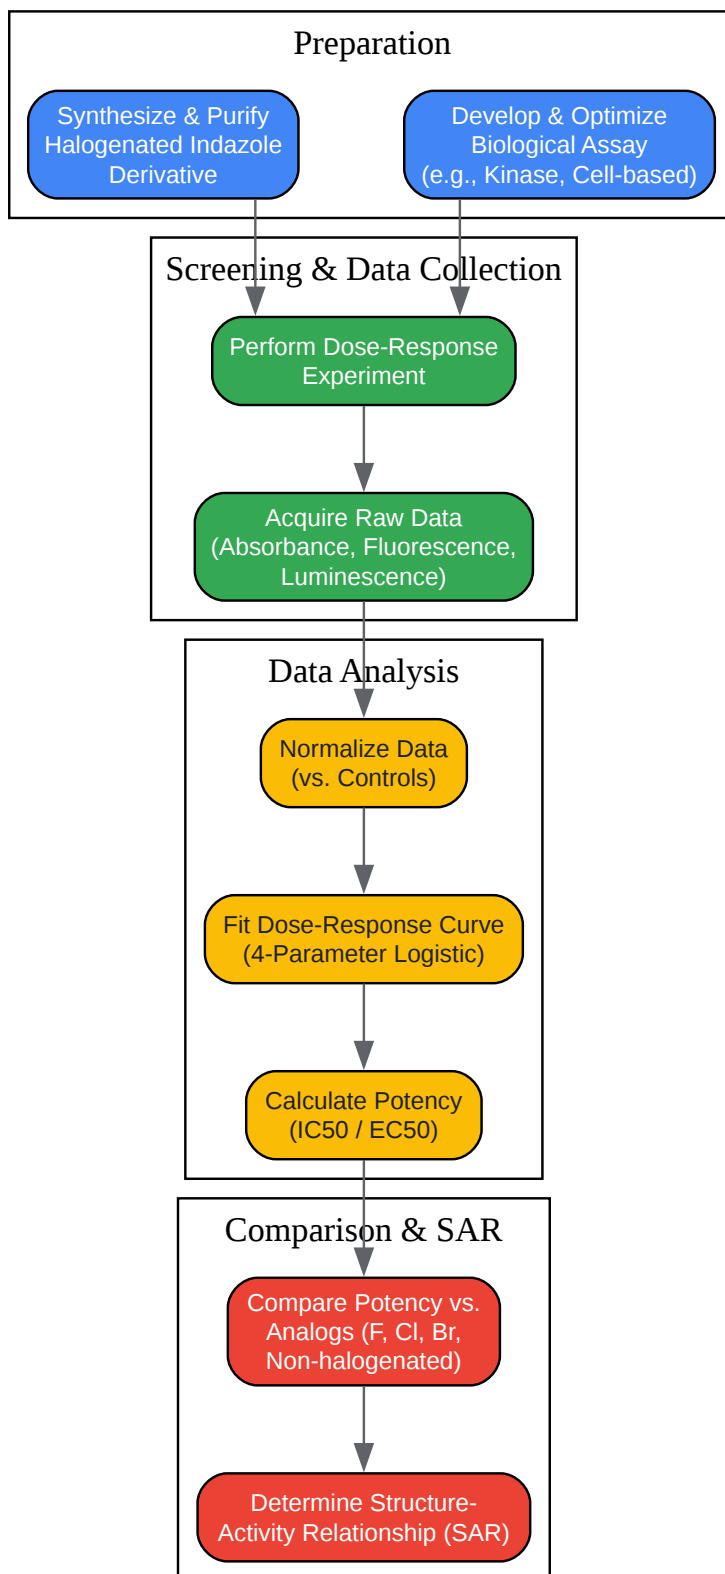 Preparation
Synthesize & Purify
Halogenated Indazole
Derivative
Develop & Optimize
Biological Assay
(e.g., Kinase, Cell-based)
Screening & Data Collection
Perform Dose-Response
Experiment
Acquire Raw Data
(Absorbance, Fluorescence,
Luminescence)
Data Analysis
Normalize Data
(vs. Controls)
Fit Dose-Response Curve
(4-Parameter Logistic)
Calculate Potency
(IC50 / EC50)
Comparison & SAR
Compare Potency vs.
Analogs (F, Cl, Br,
Non-halogenated)
Determine Structure-
Activity Relationship (SAR)